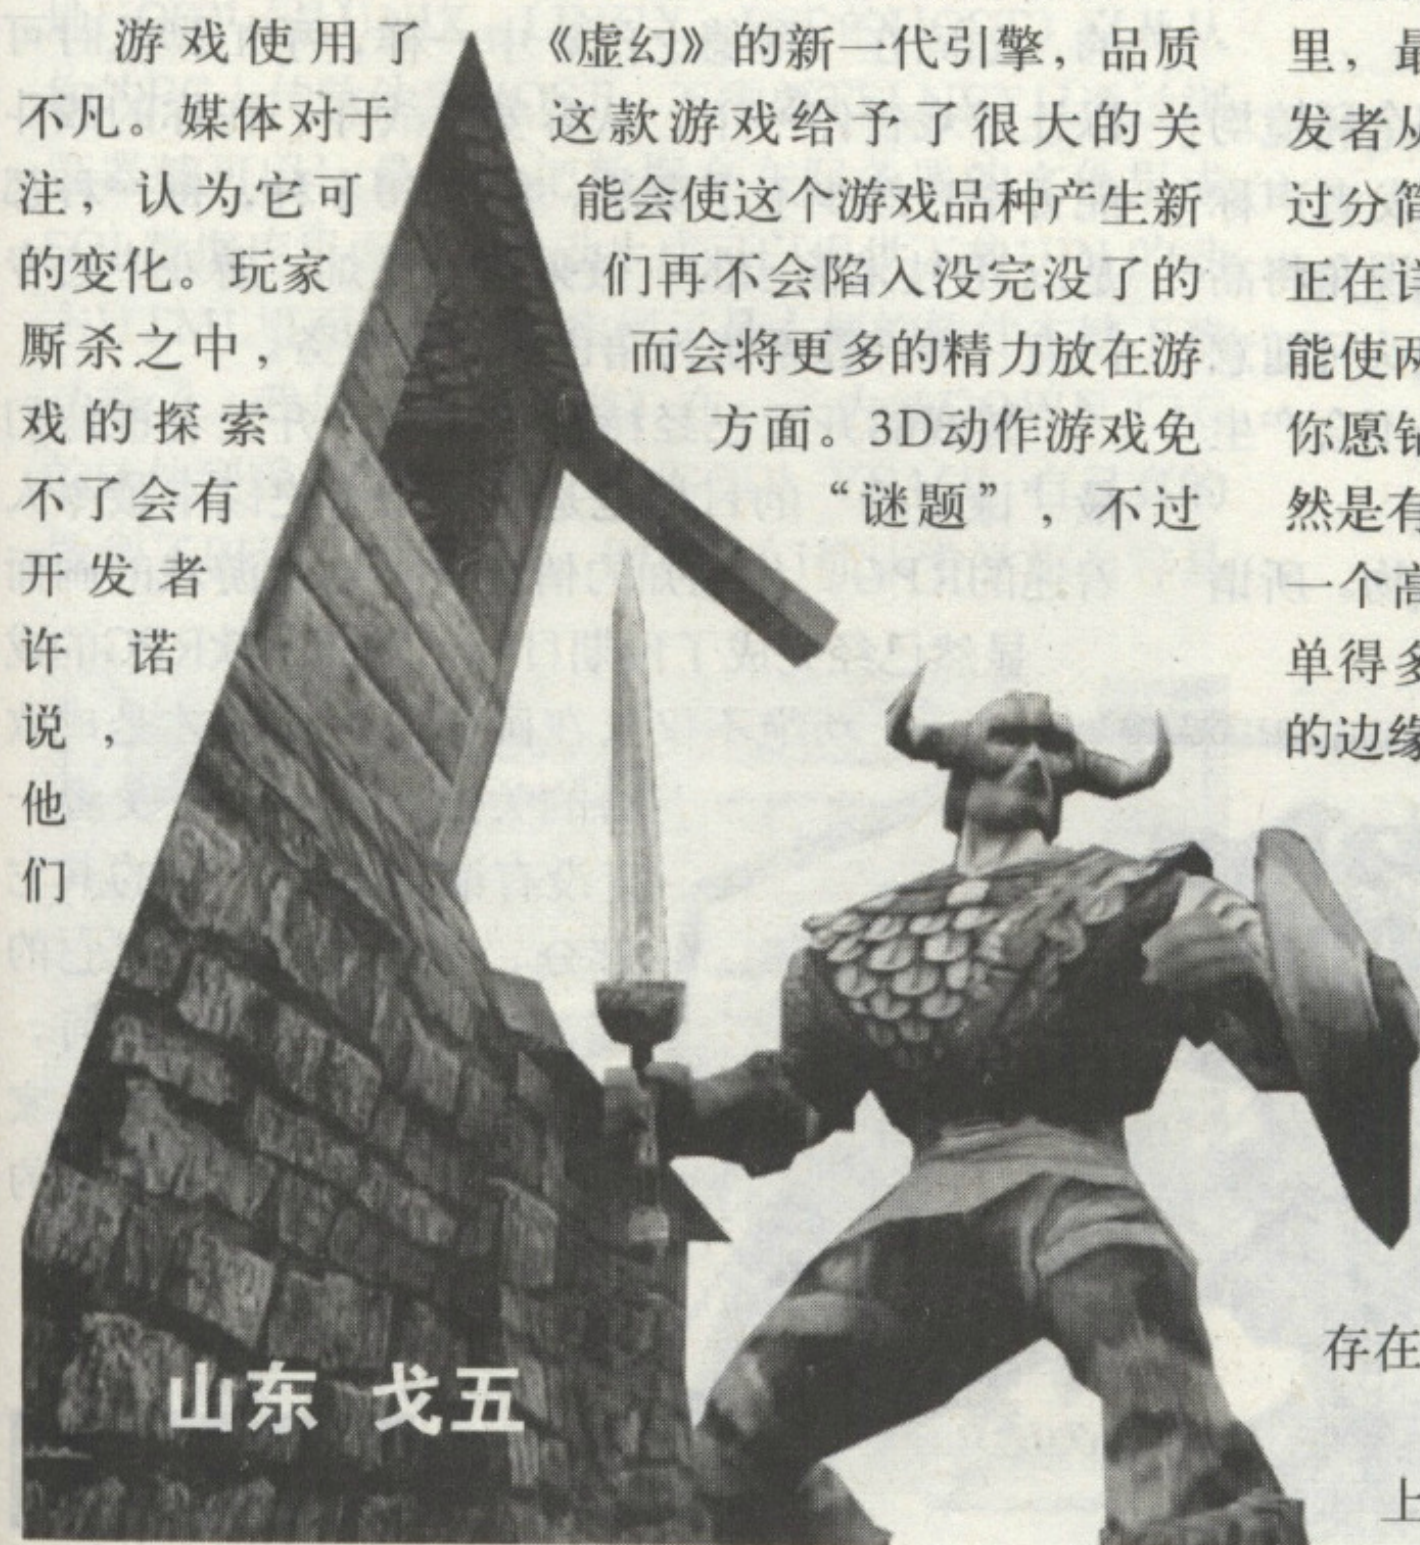 游戏使用了《虚幻》的新一代引擎，品质
不凡。媒体对于这款游戏给予了很大的关
注，认为它可能会使这个游戏品种产生新
的变化。玩家们再不会陷入没完没了的
厮杀之中，而会将更多的精力放在游
戏的探索方面。3D动作游戏免
不了会有“谜题”，不过
开发者
许诺
说，
他
们
山东 戈五
里，最
发者从
过分简
正在详
能使两
你愿错
然是有
一个高
单得多
的边缘
存在
上